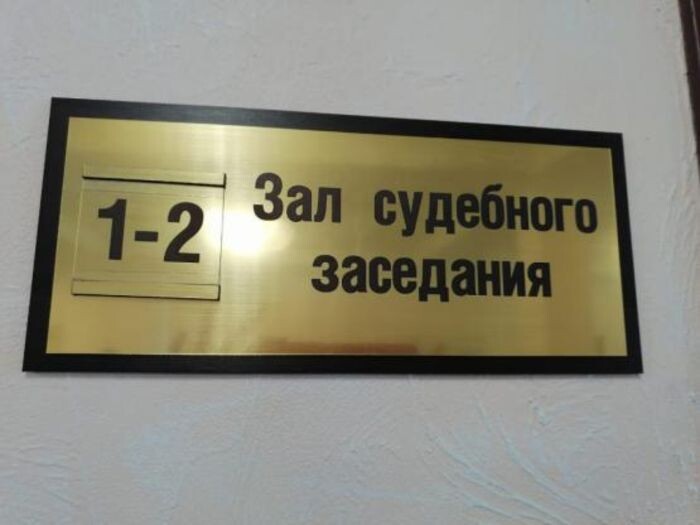 1-2
Зал судебного
заседания